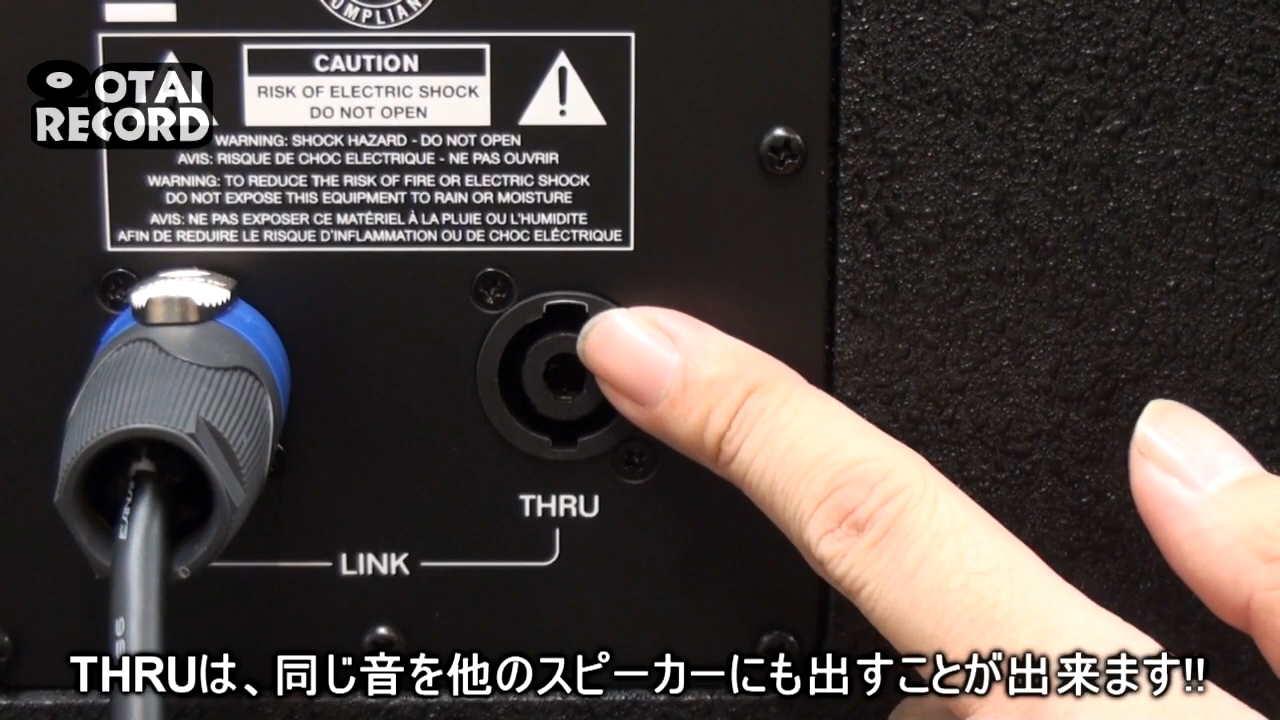 COMPLIAN
OTAI
RECORD
CAUTION
RISK OF ELECTRIC SHOCK
DO NOT OPEN
WARNING: SHOCK HAZARD - DO NOT OPEN
AVIS: RISQUE DE CHOC ELECTRIQUE - NE PAS OUVRIR
WARNING: TO REDUCE THE RISK OF FIRE OR ELECTRIC SHOCK
DO NOT EXPOSE THIS EQUIPMENT TO RAIN OR MOISTURE
AVIS: NE PAS EXPOSER CE MATÉRIEL À LA PLUIE OU L'HUMIDITE
AFIN DE REDUIRE LE RISQUE D'INFLAMMATION OU DE CHOC ELÉCTRIQUE
THRU
LINK
THRUは、同じ音を他のスピーカーにも出すことが出来ます!!